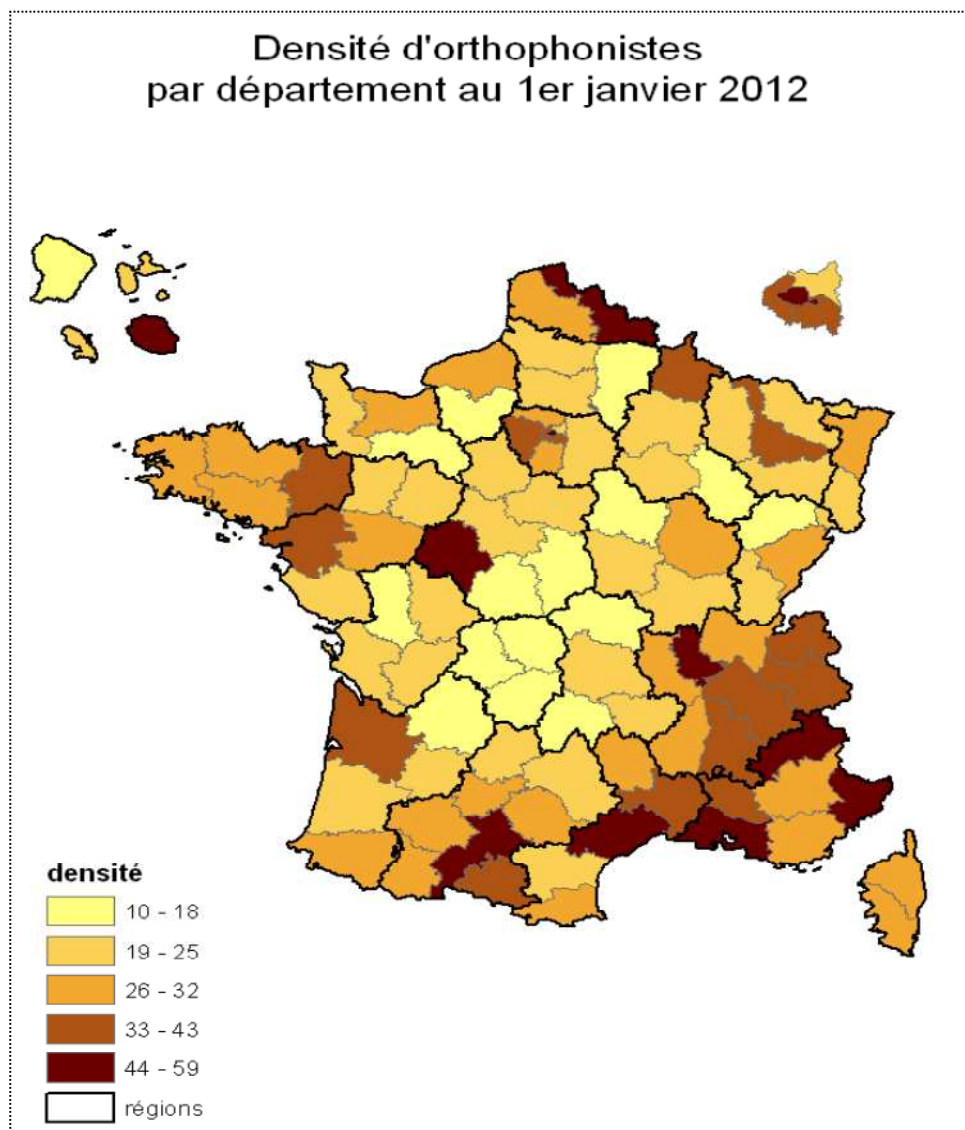 Densité d'orthophonistes
par département au 1er janvier 2012
densité
10 - 18
19 - 25
26 - 32
33 - 43
44 - 59
régions